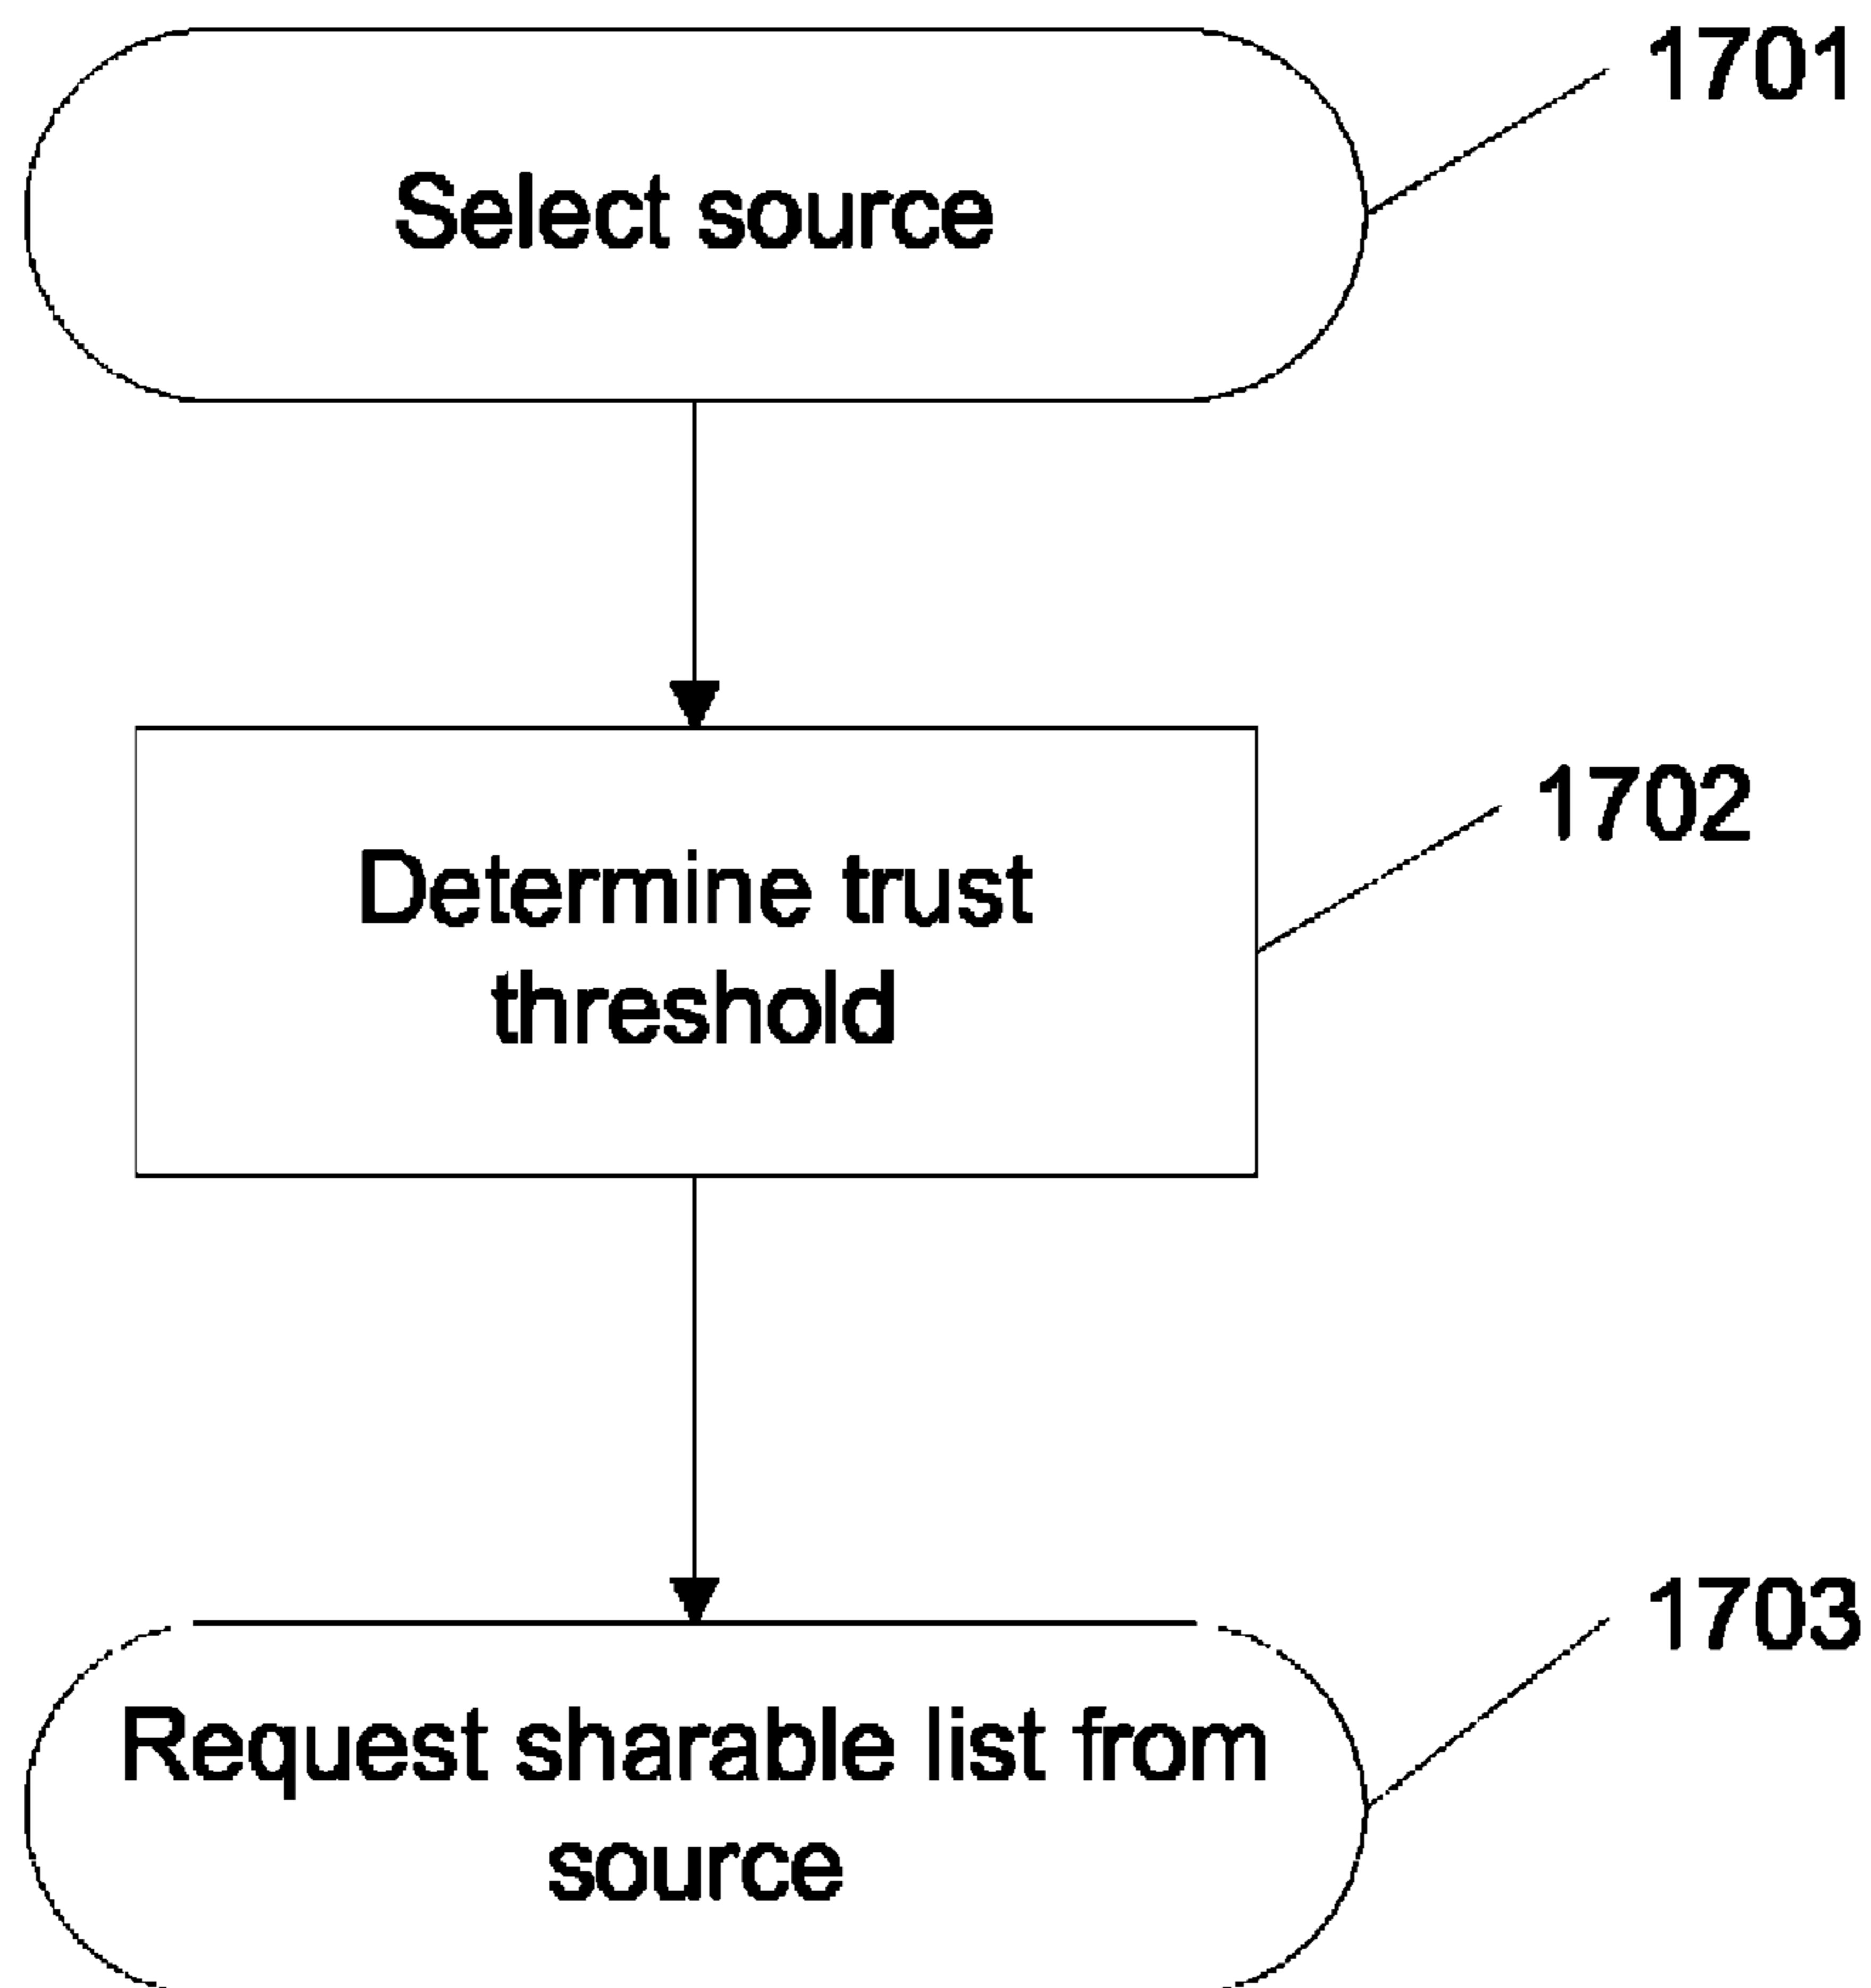 1701
Select source
1702
Determine trust
threshold
1703
Request sharable list from
source